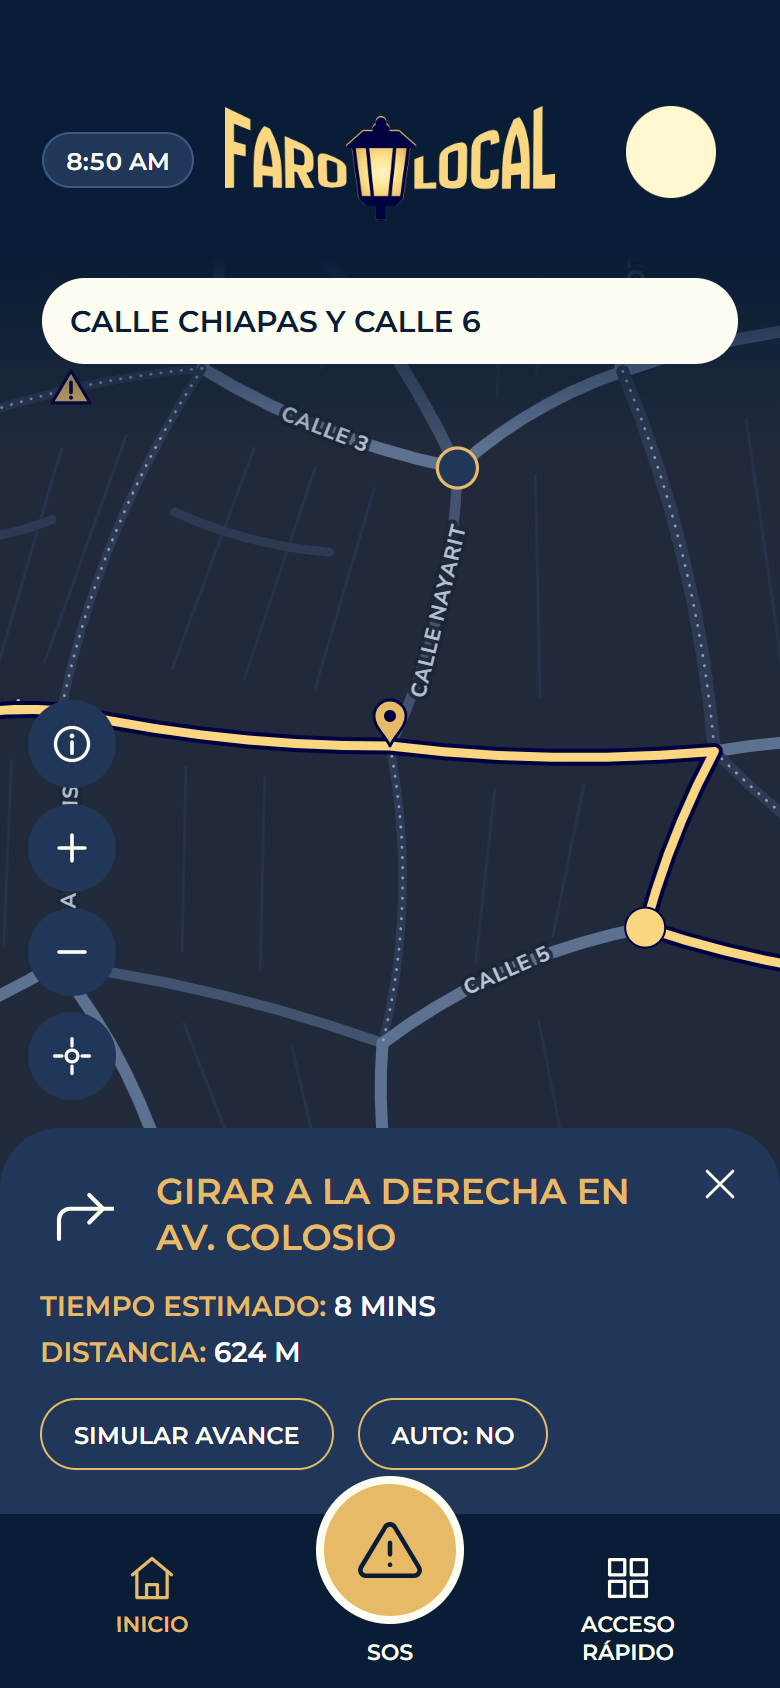 8:50 AM
FARO LOCAL
CALLE CHIAPAS Y CALLE 6
CALLE 3
CALLE NAYARIT
CALLE 5
GIRAR A LA DERECHA EN
AV. COLOSIO
TIEMPO ESTIMADO: 8 MINS
DISTANCIA: 624 M
SIMULAR AVANCE
AUTO: NO
INICIO
SOS
ACCESO
RÁPIDO